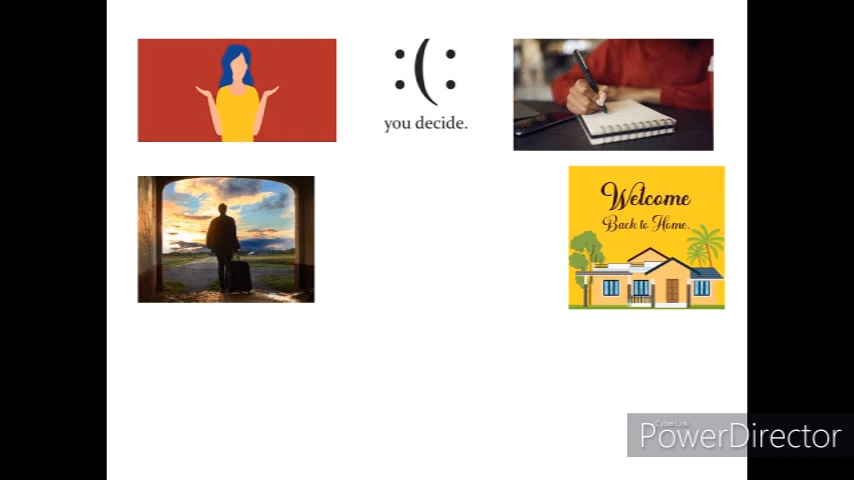 :(:
you decide.
Welcome
Back to Home.
CyberLink
PowerDirector